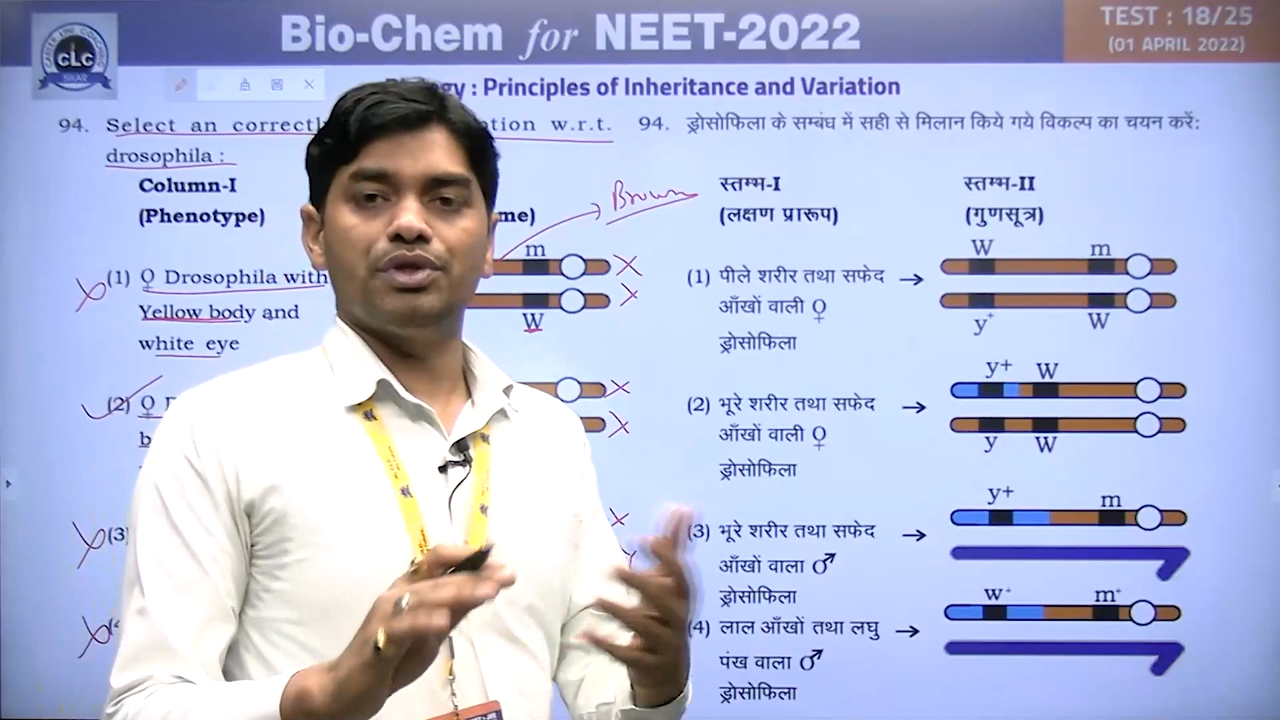 Bio-Chem for NEET-2022
TEST : 18/25
(01 APRIL 2022)
CLC
SIKAR
: Principles of Inheritance and Variation
94. Select an w.r.t.
drosophila :
Column-I
(Phenotype)
Brown
m
(1) ♀ Drosophila with
Yellow body and
white eye
W
(2) ♀
(3)
94. ड्रोसोफिला के सम्बंध में सही से मिलान किये गये विकल्प का चयन करें:
स्तम्भ-I स्तम्भ-II
(लक्षण प्रारूप) (गुणसूत्र)
W m
(1) पीले शरीर तथा सफेद →
आँखों वाली ♀
y⁺ W
ड्रोसोफिला
y+ W
(2) भूरे शरीर तथा सफेद →
आँखों वाली ♀
y W
ड्रोसोफिला
y+ m
(3) भूरे शरीर तथा सफेद →
आँखों वाला ♂
ड्रोसोफिला
w⁺ m⁺
(4) लाल आँखों तथा लघु →
पंख वाला ♂
ड्रोसोफिला